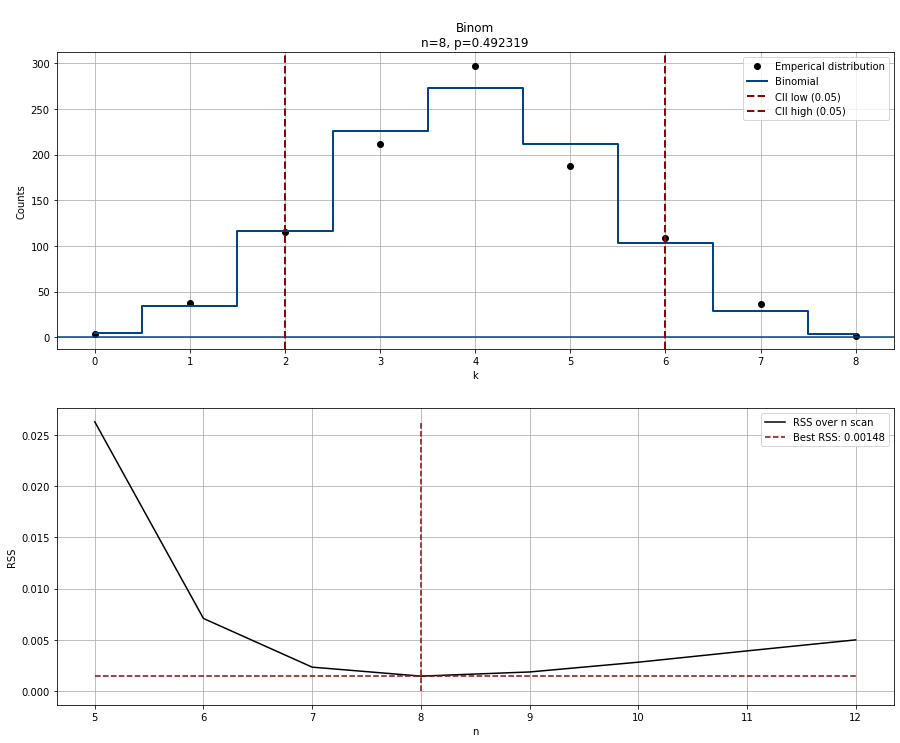 Binom
n=8, p=0.492319
300
250
200
150
100
50
0
Counts
Emperical distribution
Binomial
CII low (0.05)
CII high (0.05)
0 1 2 3 4 5 6 7 8
k
0.025
0.020
0.015
0.010
0.005
0.000
RSS
RSS over n scan
Best RSS: 0.00148
5 6 7 8 9 10 11 12
n